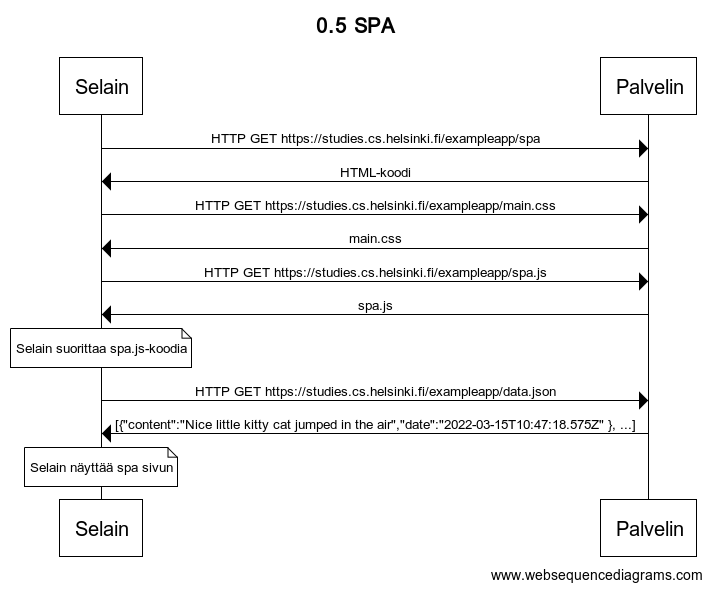 0.5 SPA
Selain Palvelin
HTTP GET https://studies.cs.helsinki.fi/exampleapp/spa
HTML-koodi
HTTP GET https://studies.cs.helsinki.fi/exampleapp/main.css
main.css
HTTP GET https://studies.cs.helsinki.fi/exampleapp/spa.js
spa.js
Selain suorittaa spa.js-koodia
HTTP GET https://studies.cs.helsinki.fi/exampleapp/data.json
[{"content":"Nice little kitty cat jumped in the air","date":"2022-03-15T10:47:18.575Z" }, ...]
Selain näyttää spa sivun
Selain Palvelin
www.websequencediagrams.com